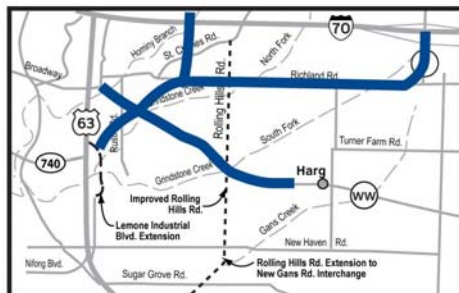 70
Hominy Branch
St. Cyrmes Rd.
North Fork
Broadway
Richland Rd.
Grindstone Creek
Rolling Hills Rd.
63
South Fork
Turner Farm Rd.
740
Grindstone Creek
Harg
WW
Improved Rolling
Hills Rd.
Gans Creek
Lemone Industrial
Blvd. Extension
New Haven Rd.
Nifong Blvd.
Sugar Grove Rd.
Rolling Hills Rd. Extension to
New Gans Rd. Interchange